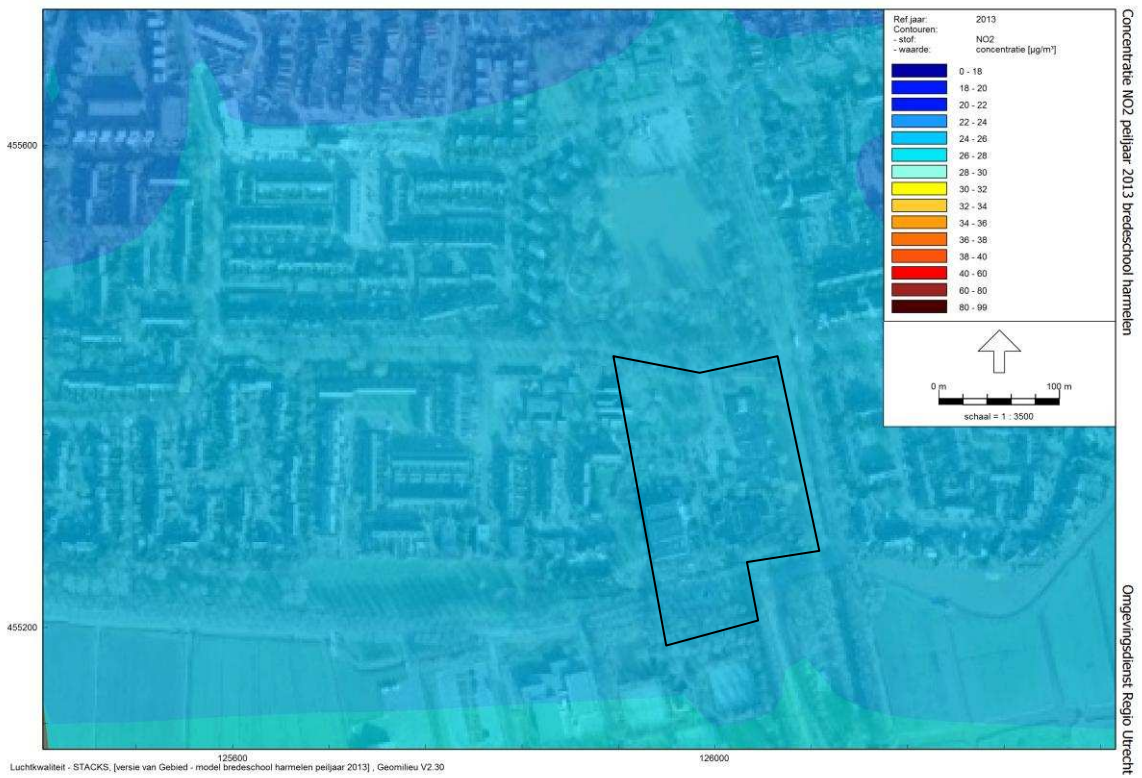 Ref.jaar: 2013
Contouren:
- stof: NO2
- waarde: concentratie [µg/m³]
0 - 18
18 - 20
20 - 22
22 - 24
24 - 26
26 - 28
28 - 30
30 - 32
32 - 34
34 - 36
36 - 38
38 - 40
40 - 60
60 - 80
80 - 99
0 m 100 m
schaal = 1 : 3500
Concentratie NO2 peiljaar 2013 bredeschool harmelen
Omgevingsdienst Regio Utrecht
455600
455200
125600 126000
Luchtkwaliteit - STACKS, [versie van Gebied - model bredeschool harmelen peiljaar 2013] , Geomilieu V2.30